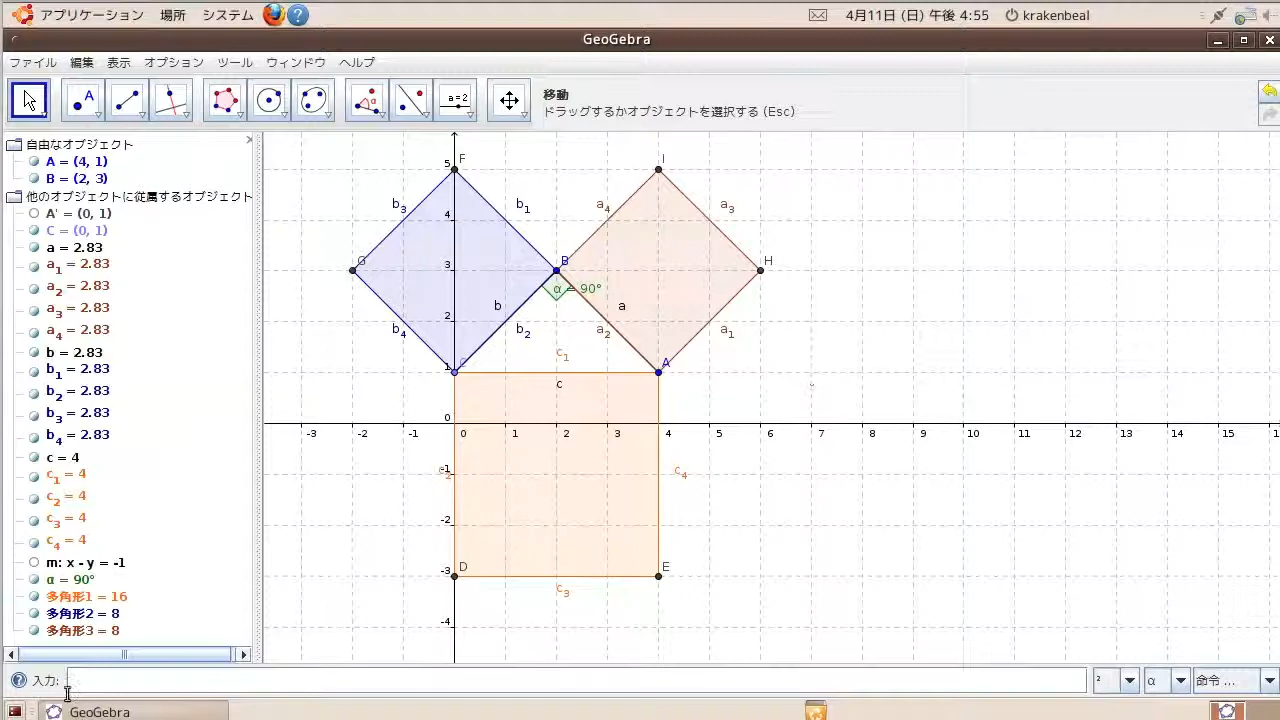 アプリケーション 場所 システム 4月11日 (日) 午後 4:55 krakenbeal
GeoGebra
ファイル 編集 表示 オプション ツール ウィンドウ ヘルプ
A α a=2
移動
ドラッグするかオブジェクトを選択する (Esc)
自由なオブジェクト
A = (4, 1)
B = (2, 3)
他のオブジェクトに従属するオブジェクト
A' = (0, 1)
C = (0, 1)
a = 2.83
a1 = 2.83
a2 = 2.83
a3 = 2.83
a4 = 2.83
b = 2.83
b1 = 2.83
b2 = 2.83
b3 = 2.83
b4 = 2.83
c = 4
c1 = 4
c2 = 4
c3 = 4
c4 = 4
m: x - y = -1
α = 90°
多角形1 = 16
多角形2 = 8
多角形3 = 8
F I
5
b3 b1 a4 a3
4
G 3 B H
α = 90°
b a
2
b4 b2 a2 a1
c1
1 C A
c
0
-3 -2 -1 0 1 2 3 4 5 6 7 8 9 10 11 12 13 14 15
-1 c4
-2
-3 D E
c3
-4
入力: ² α 命令 ...
GeoGebra